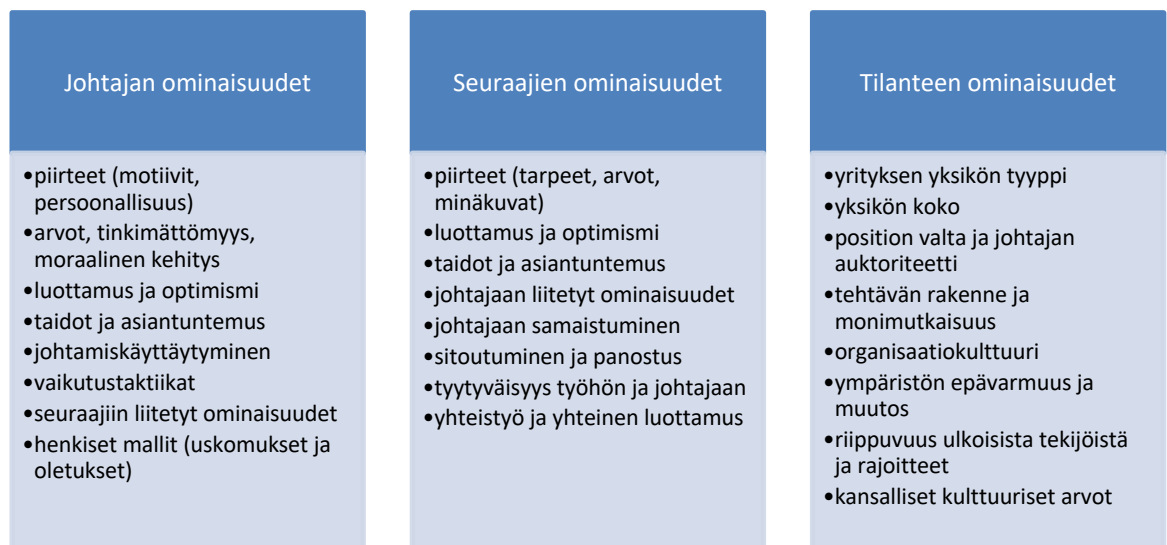 Johtajan ominaisuudet
•piirteet (motiivit,
persoonallisuus)
•arvot, tinkimättömyys,
moraalinen kehitys
•luottamus ja optimismi
•taidot ja asiantuntemus
•johtamiskäyttäytyminen
•vaikutustaktiikat
•seuraajiin liitetyt ominaisuudet
•henkiset mallit (uskomukset ja
oletukset)
Seuraajien ominaisuudet
•piirteet (tarpeet, arvot,
minäkuvat)
•luottamus ja optimismi
•taidot ja asiantuntemus
•johtajaan liitetyt ominaisuudet
•johtajaan samaistuminen
•sitoutuminen ja panostus
•tyytyväisyys työhön ja johtajaan
•yhteistyö ja yhteinen luottamus
Tilanteen ominaisuudet
•yrityksen yksikön tyyppi
•yksikön koko
•position valta ja johtajan
auktoriteetti
•tehtävän rakenne ja
monimutkaisuus
•organisaatiokulttuuri
•ympäristön epävarmuus ja
muutos
•riippuvuus ulkoisista tekijöistä
ja rajoitteet
•kansalliset kulttuuriset arvot